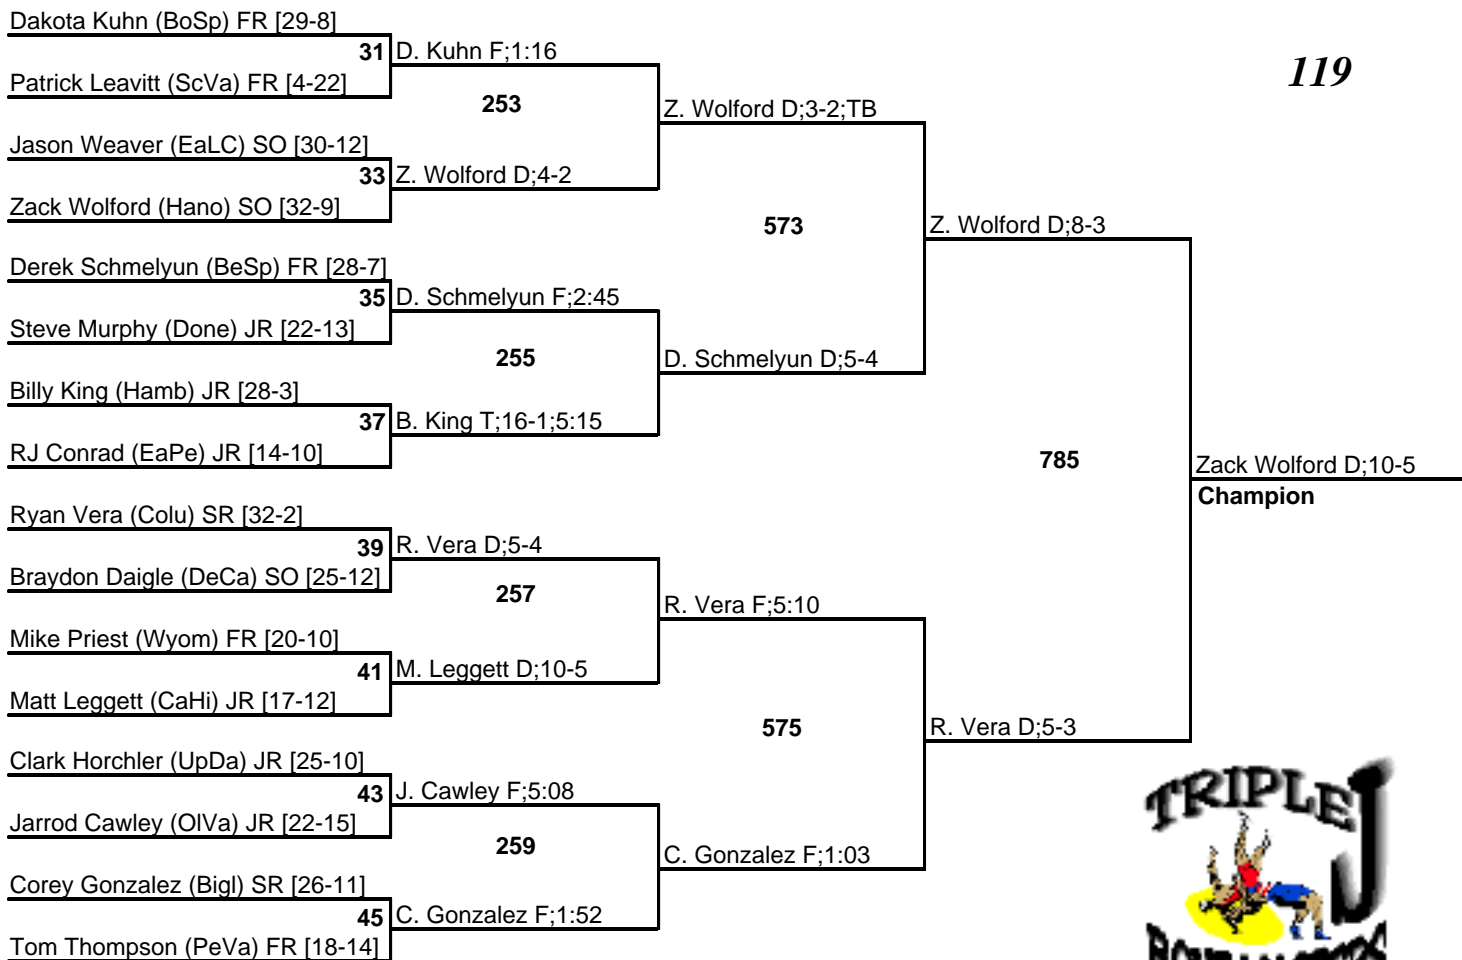 Dakota Kuhn (BoSp) FR [29-8]
31 D. Kuhn F;1:16
119
Patrick Leavitt (ScVa) FR [4-22]
253
Z. Wolford D;3-2;TB
Jason Weaver (EaLC) SO [30-12]
33 Z. Wolford D;4-2
Zack Wolford (Hano) SO [32-9]
573
Z. Wolford D;8-3
Derek Schmelyun (BeSp) FR [28-7]
35 D. Schmelyun F;2:45
Steve Murphy (Done) JR [22-13]
255
D. Schmelyun D;5-4
Billy King (Hamb) JR [28-3]
37 B. King T;16-1;5:15
RJ Conrad (EaPe) JR [14-10]
785
Zack Wolford D;10-5
Champion
Ryan Vera (Colu) SR [32-2]
39 R. Vera D;5-4
Braydon Daigle (DeCa) SO [25-12]
257
R. Vera F;5:10
Mike Priest (Wyom) FR [20-10]
41 M. Leggett D;10-5
Matt Leggett (CaHi) JR [17-12]
575
R. Vera D;5-3
Clark Horchler (UpDa) JR [25-10]
43 J. Cawley F;5:08
Jarrod Cawley (OlVa) JR [22-15]
259
C. Gonzalez F;1:03
Corey Gonzalez (Bigl) SR [26-11]
45 C. Gonzalez F;1:52
Tom Thompson (PeVa) FR [18-14]
TRIPLE J